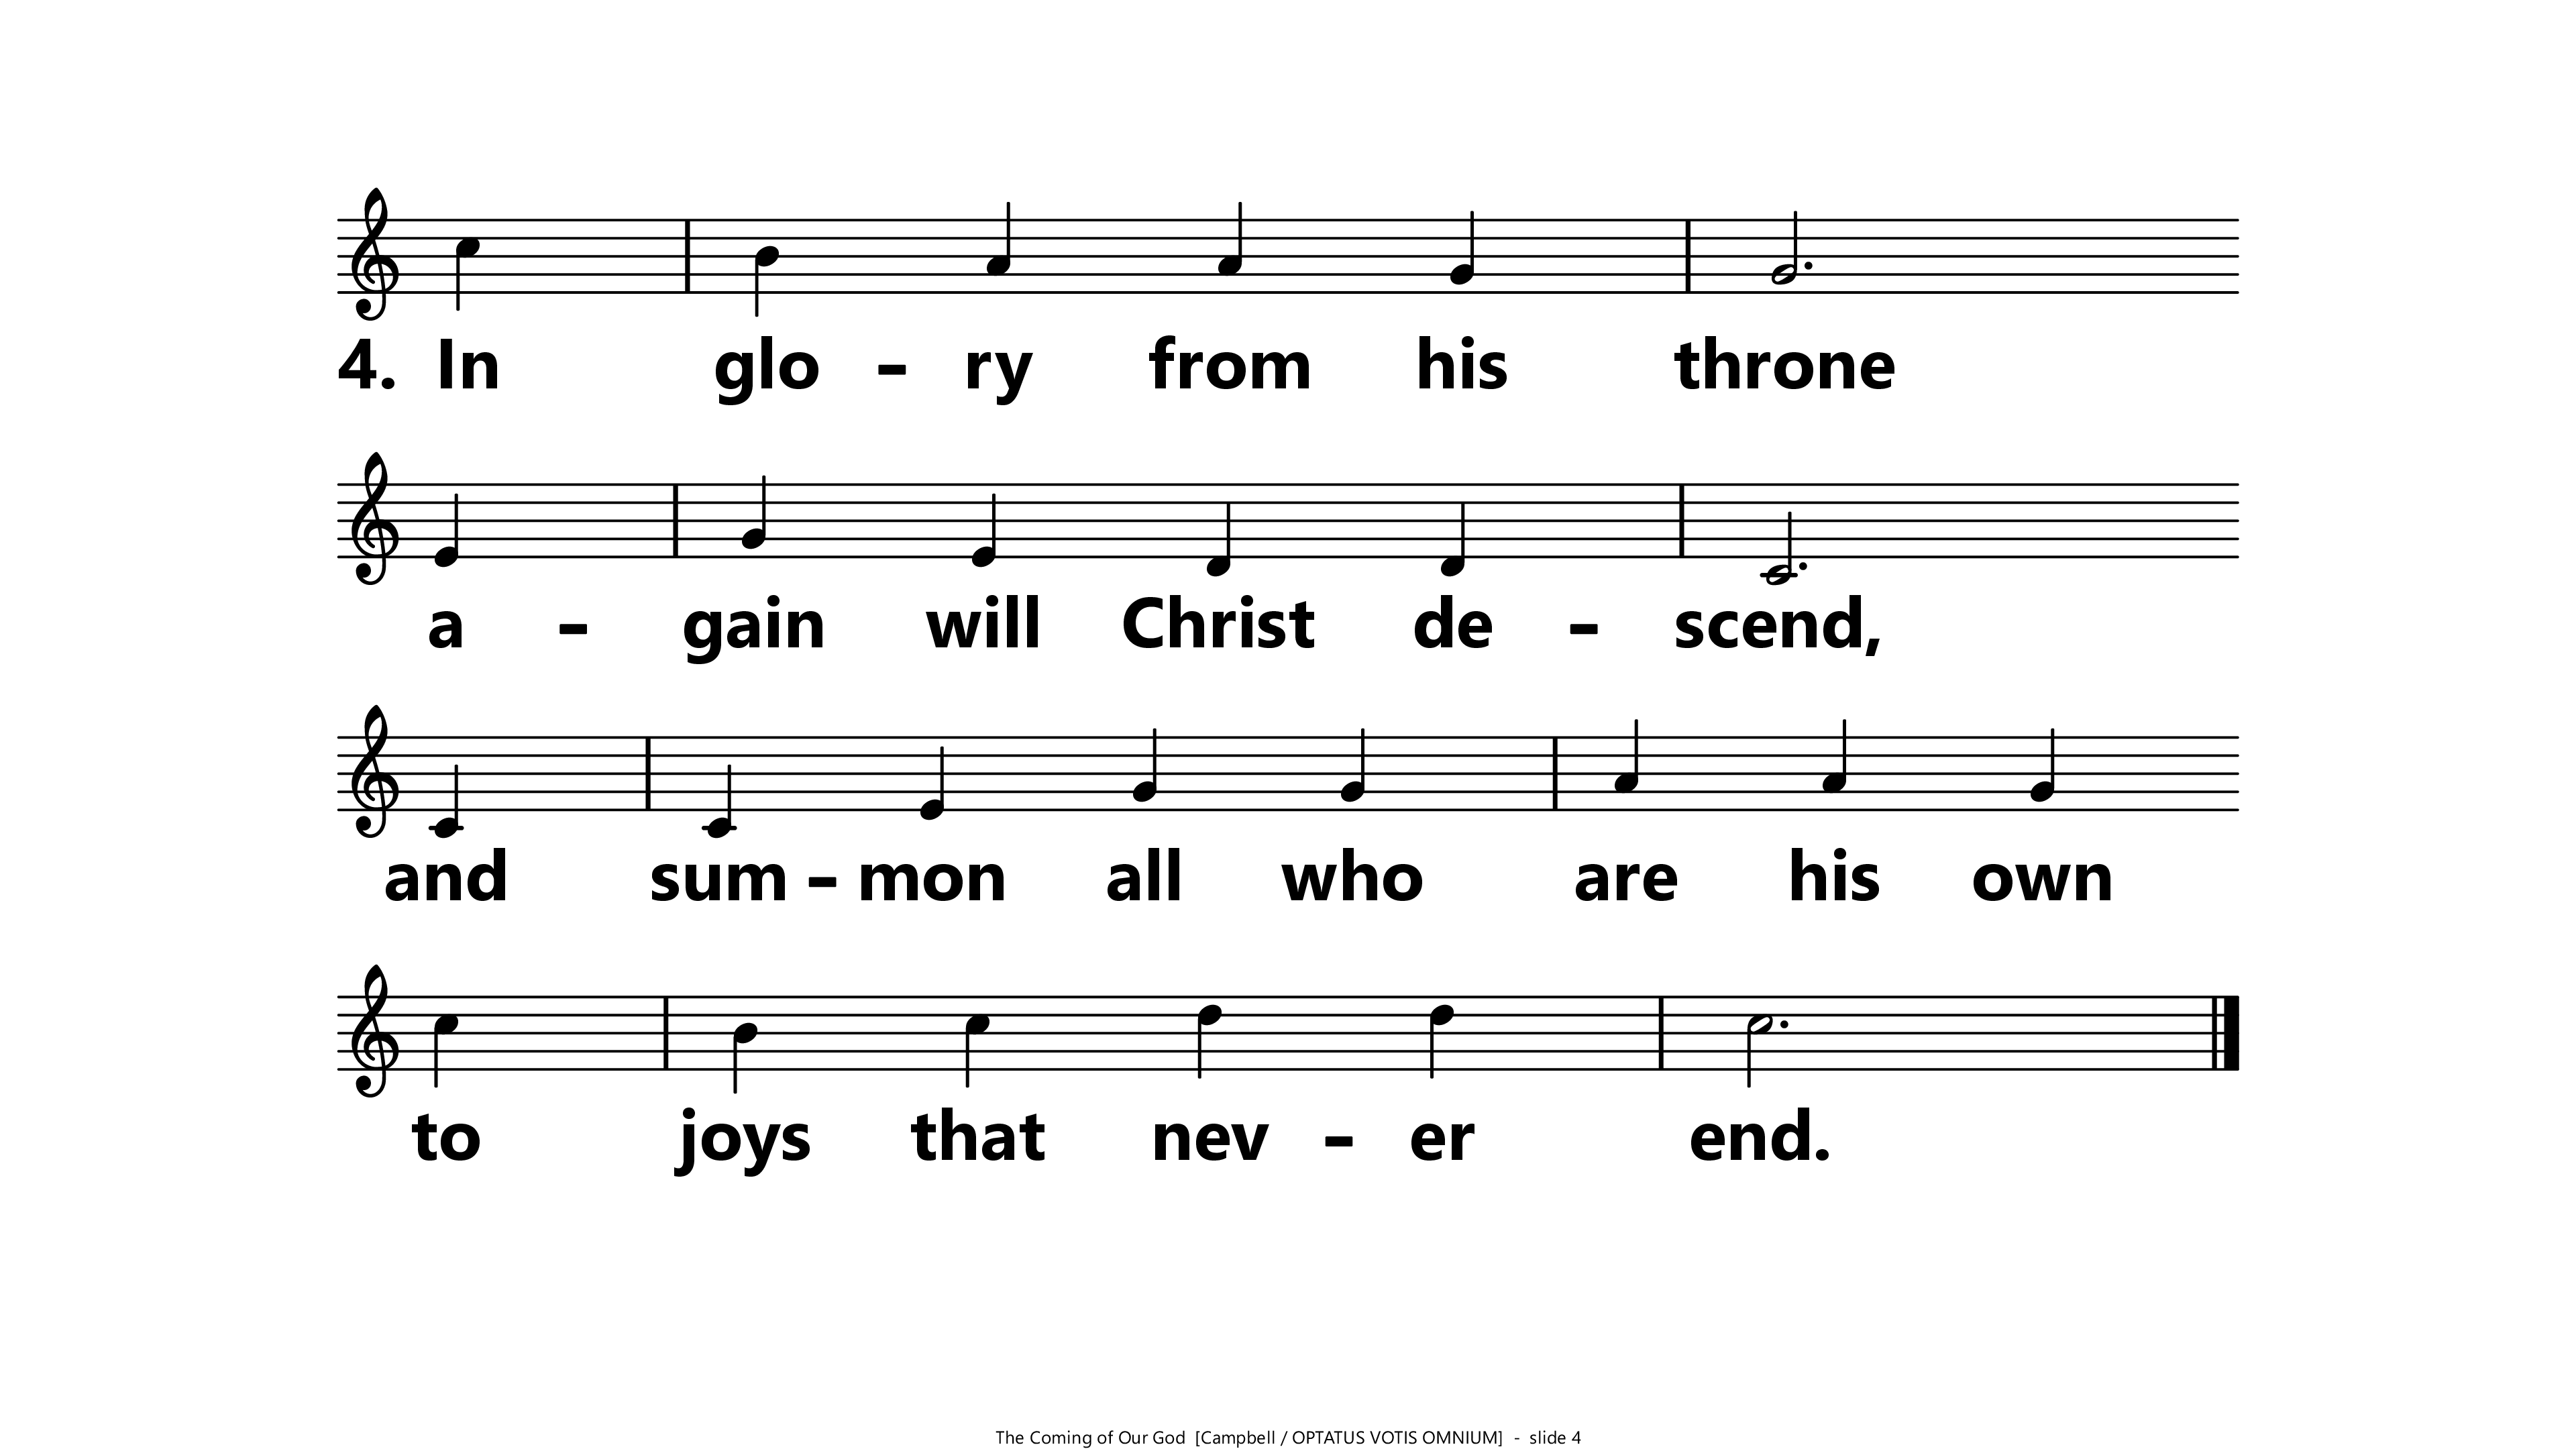 4. In glo - ry from his throne
a - gain will Christ de - scend,
and sum - mon all who are his own
to joys that nev - er end.
The Coming of Our God [Campbell / OPTATUS VOTIS OMNIUM] - slide 4